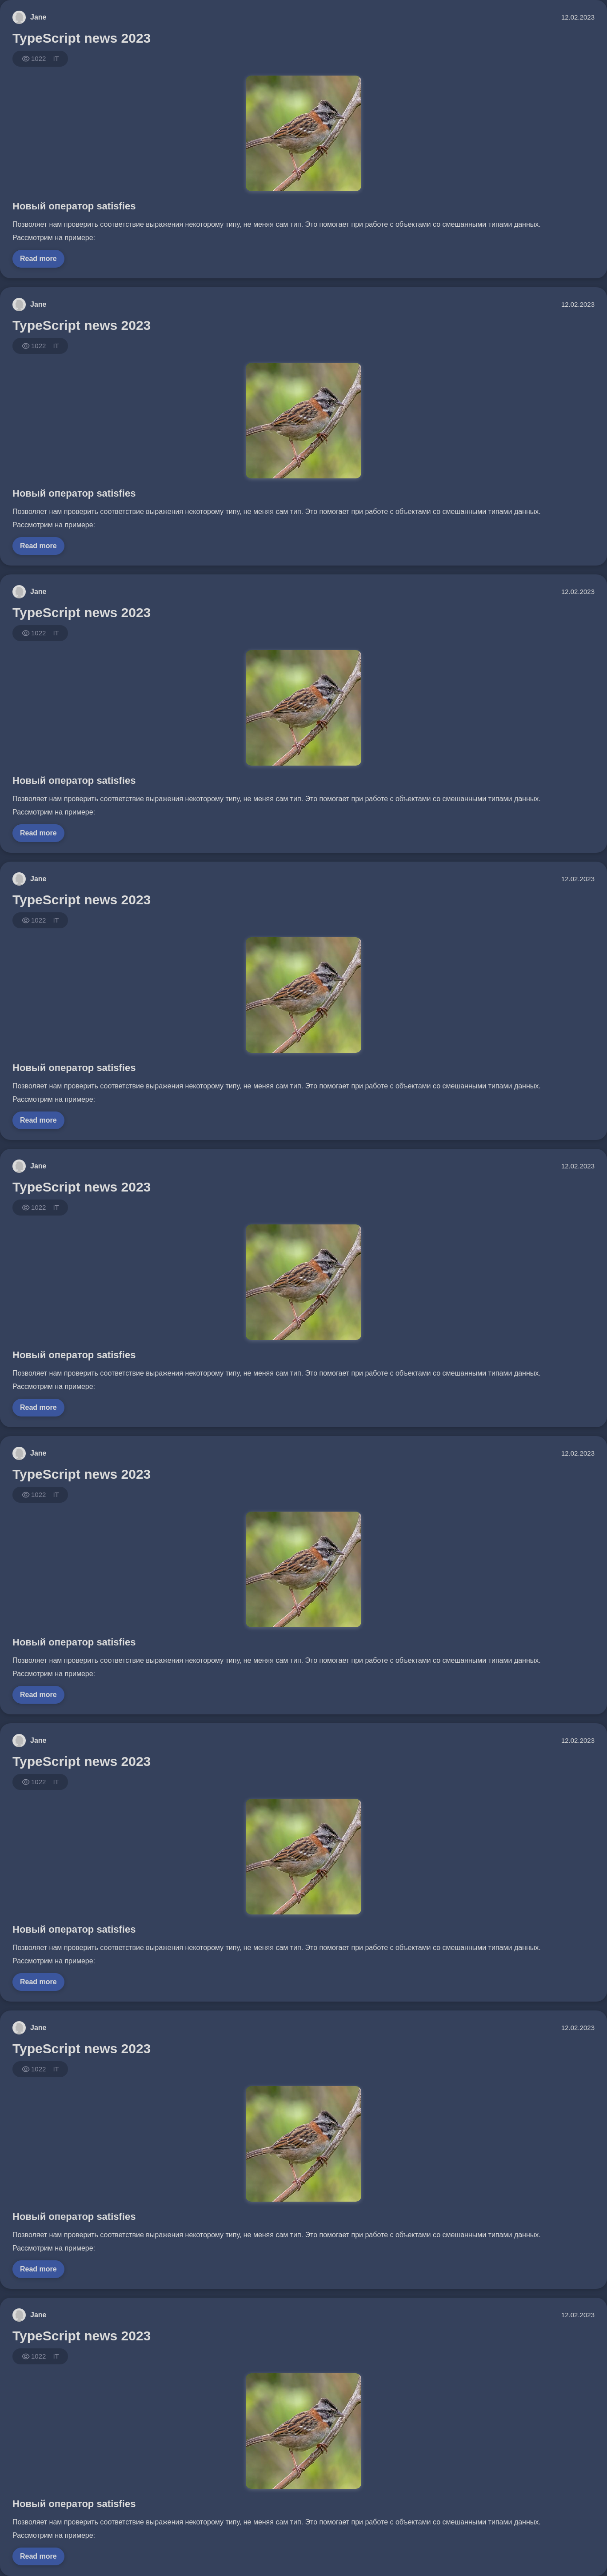 Jane 12.02.2023
TypeScript news 2023
1022 IT
Новый оператор satisfies
Позволяет нам проверить соответствие выражения некоторому типу, не меняя сам тип. Это помогает при работе с объектами со смешанными типами данных.
Рассмотрим на примере:
Read more
Jane 12.02.2023
TypeScript news 2023
1022 IT
Новый оператор satisfies
Позволяет нам проверить соответствие выражения некоторому типу, не меняя сам тип. Это помогает при работе с объектами со смешанными типами данных.
Рассмотрим на примере:
Read more
Jane 12.02.2023
TypeScript news 2023
1022 IT
Новый оператор satisfies
Позволяет нам проверить соответствие выражения некоторому типу, не меняя сам тип. Это помогает при работе с объектами со смешанными типами данных.
Рассмотрим на примере:
Read more
Jane 12.02.2023
TypeScript news 2023
1022 IT
Новый оператор satisfies
Позволяет нам проверить соответствие выражения некоторому типу, не меняя сам тип. Это помогает при работе с объектами со смешанными типами данных.
Рассмотрим на примере:
Read more
Jane 12.02.2023
TypeScript news 2023
1022 IT
Новый оператор satisfies
Позволяет нам проверить соответствие выражения некоторому типу, не меняя сам тип. Это помогает при работе с объектами со смешанными типами данных.
Рассмотрим на примере:
Read more
Jane 12.02.2023
TypeScript news 2023
1022 IT
Новый оператор satisfies
Позволяет нам проверить соответствие выражения некоторому типу, не меняя сам тип. Это помогает при работе с объектами со смешанными типами данных.
Рассмотрим на примере:
Read more
Jane 12.02.2023
TypeScript news 2023
1022 IT
Новый оператор satisfies
Позволяет нам проверить соответствие выражения некоторому типу, не меняя сам тип. Это помогает при работе с объектами со смешанными типами данных.
Рассмотрим на примере:
Read more
Jane 12.02.2023
TypeScript news 2023
1022 IT
Новый оператор satisfies
Позволяет нам проверить соответствие выражения некоторому типу, не меняя сам тип. Это помогает при работе с объектами со смешанными типами данных.
Рассмотрим на примере:
Read more
Jane 12.02.2023
TypeScript news 2023
1022 IT
Новый оператор satisfies
Позволяет нам проверить соответствие выражения некоторому типу, не меняя сам тип. Это помогает при работе с объектами со смешанными типами данных.
Рассмотрим на примере:
Read more